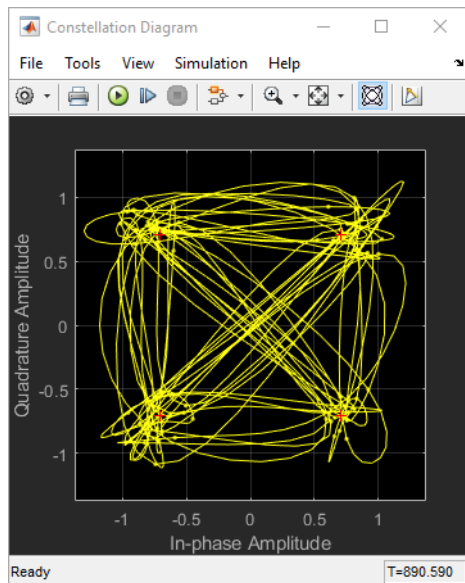 Constellation Diagram
File Tools View Simulation Help
Quadrature Amplitude
1
0.5
0
-0.5
-1
-1 -0.5 0 0.5 1
In-phase Amplitude
Ready T=890.590